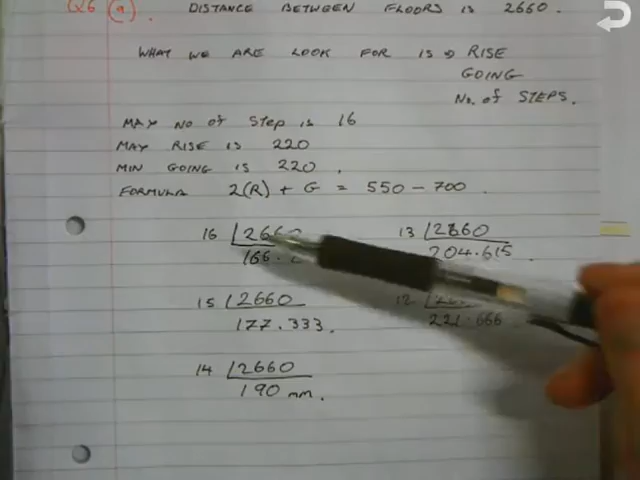 Q6 (a) DISTANCE BETWEEN FLOORS IS 2660.
WHAT WE ARE LOOK FOR IS → RISE
GOING
No. of STEPS.
MAX NO of STEP is 16
MAX RISE IS 220
MIN GOING IS 220.
FORMULA 2(R) + G = 550 - 700
16 2660
166.
15 2660
177.333.
14 2660
190 mm.
13 2660
204.615
12
221.666